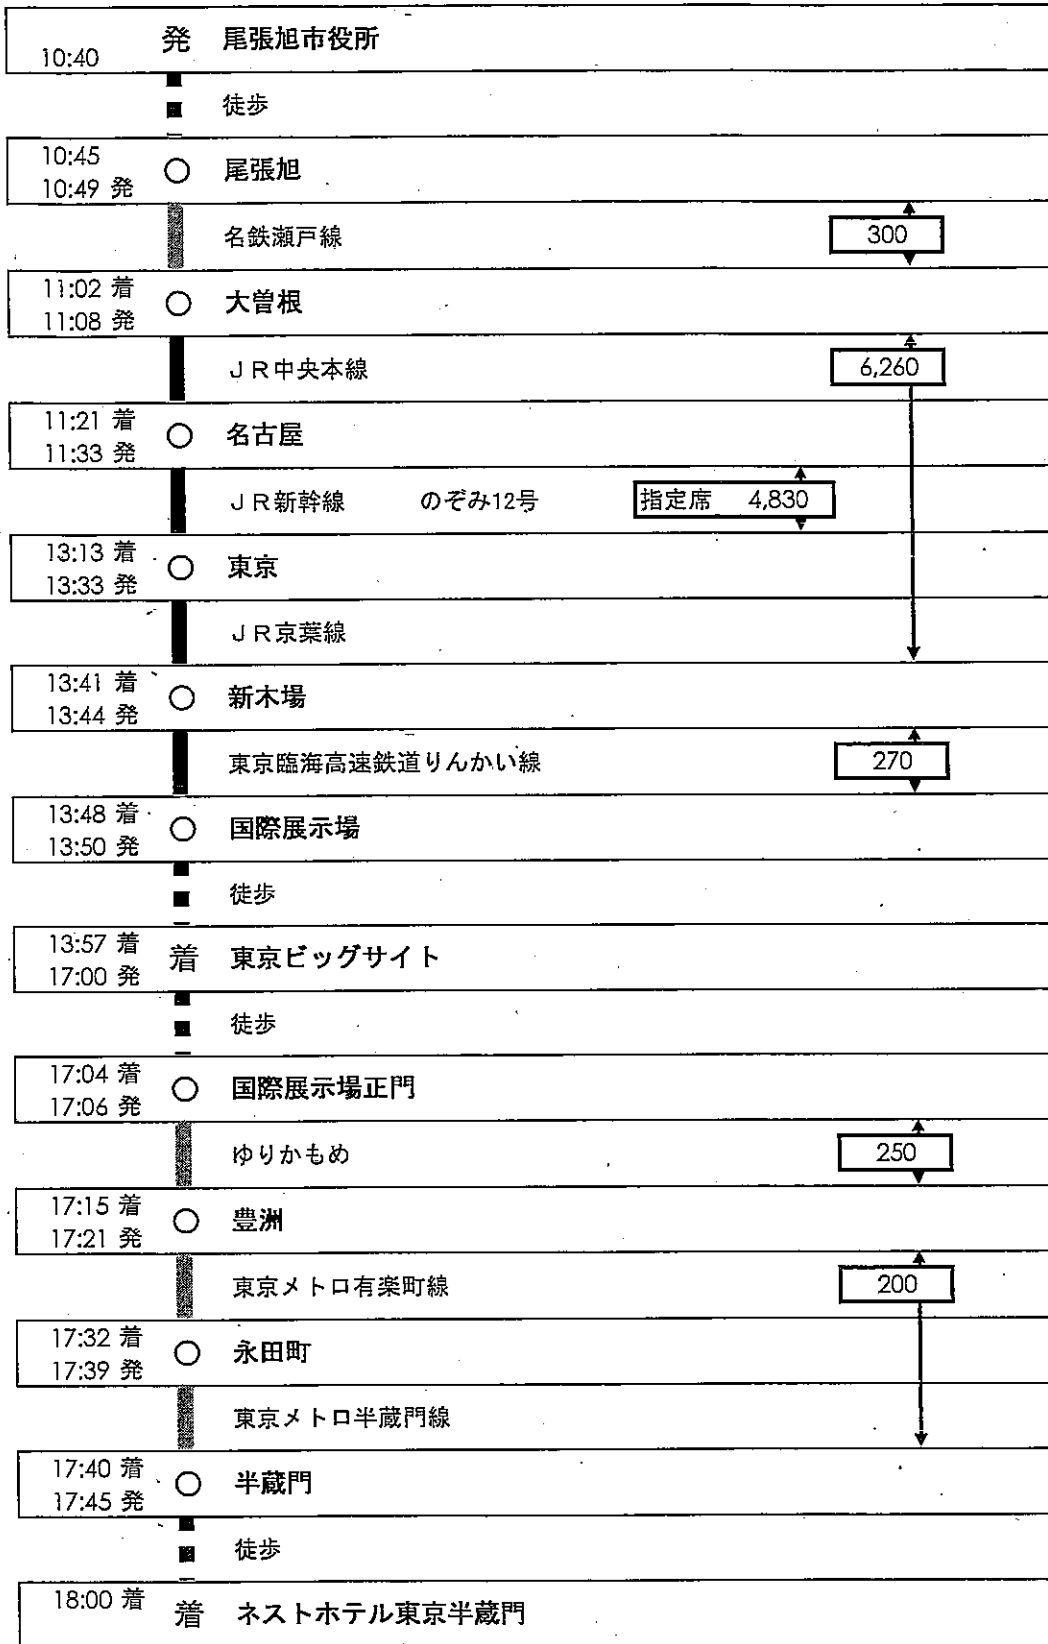 10:40 発 尾張旭市役所
徒歩
10:45
10:49 発 ○ 尾張旭
名鉄瀬戸線 300
11:02 着
11:08 発 ○ 大曽根
JR中央本線 6,260
11:21 着
11:33 発 ○ 名古屋
JR新幹線 のぞみ12号 指定席 4,830
13:13 着
13:33 発 ○ 東京
JR京葉線
13:41 着
13:44 発 ○ 新木場
東京臨海高速鉄道りんかい線 270
13:48 着
13:50 発 ○ 国際展示場
徒歩
13:57 着
17:00 発 着 東京ビッグサイト
徒歩
17:04 着
17:06 発 ○ 国際展示場正門
ゆりかもめ 250
17:15 着
17:21 発 ○ 豊洲
東京メトロ有楽町線 200
17:32 着
17:39 発 ○ 永田町
東京メトロ半蔵門線
17:40 着
17:45 発 ○ 半蔵門
徒歩
18:00 着 着 ネストホテル東京半蔵門